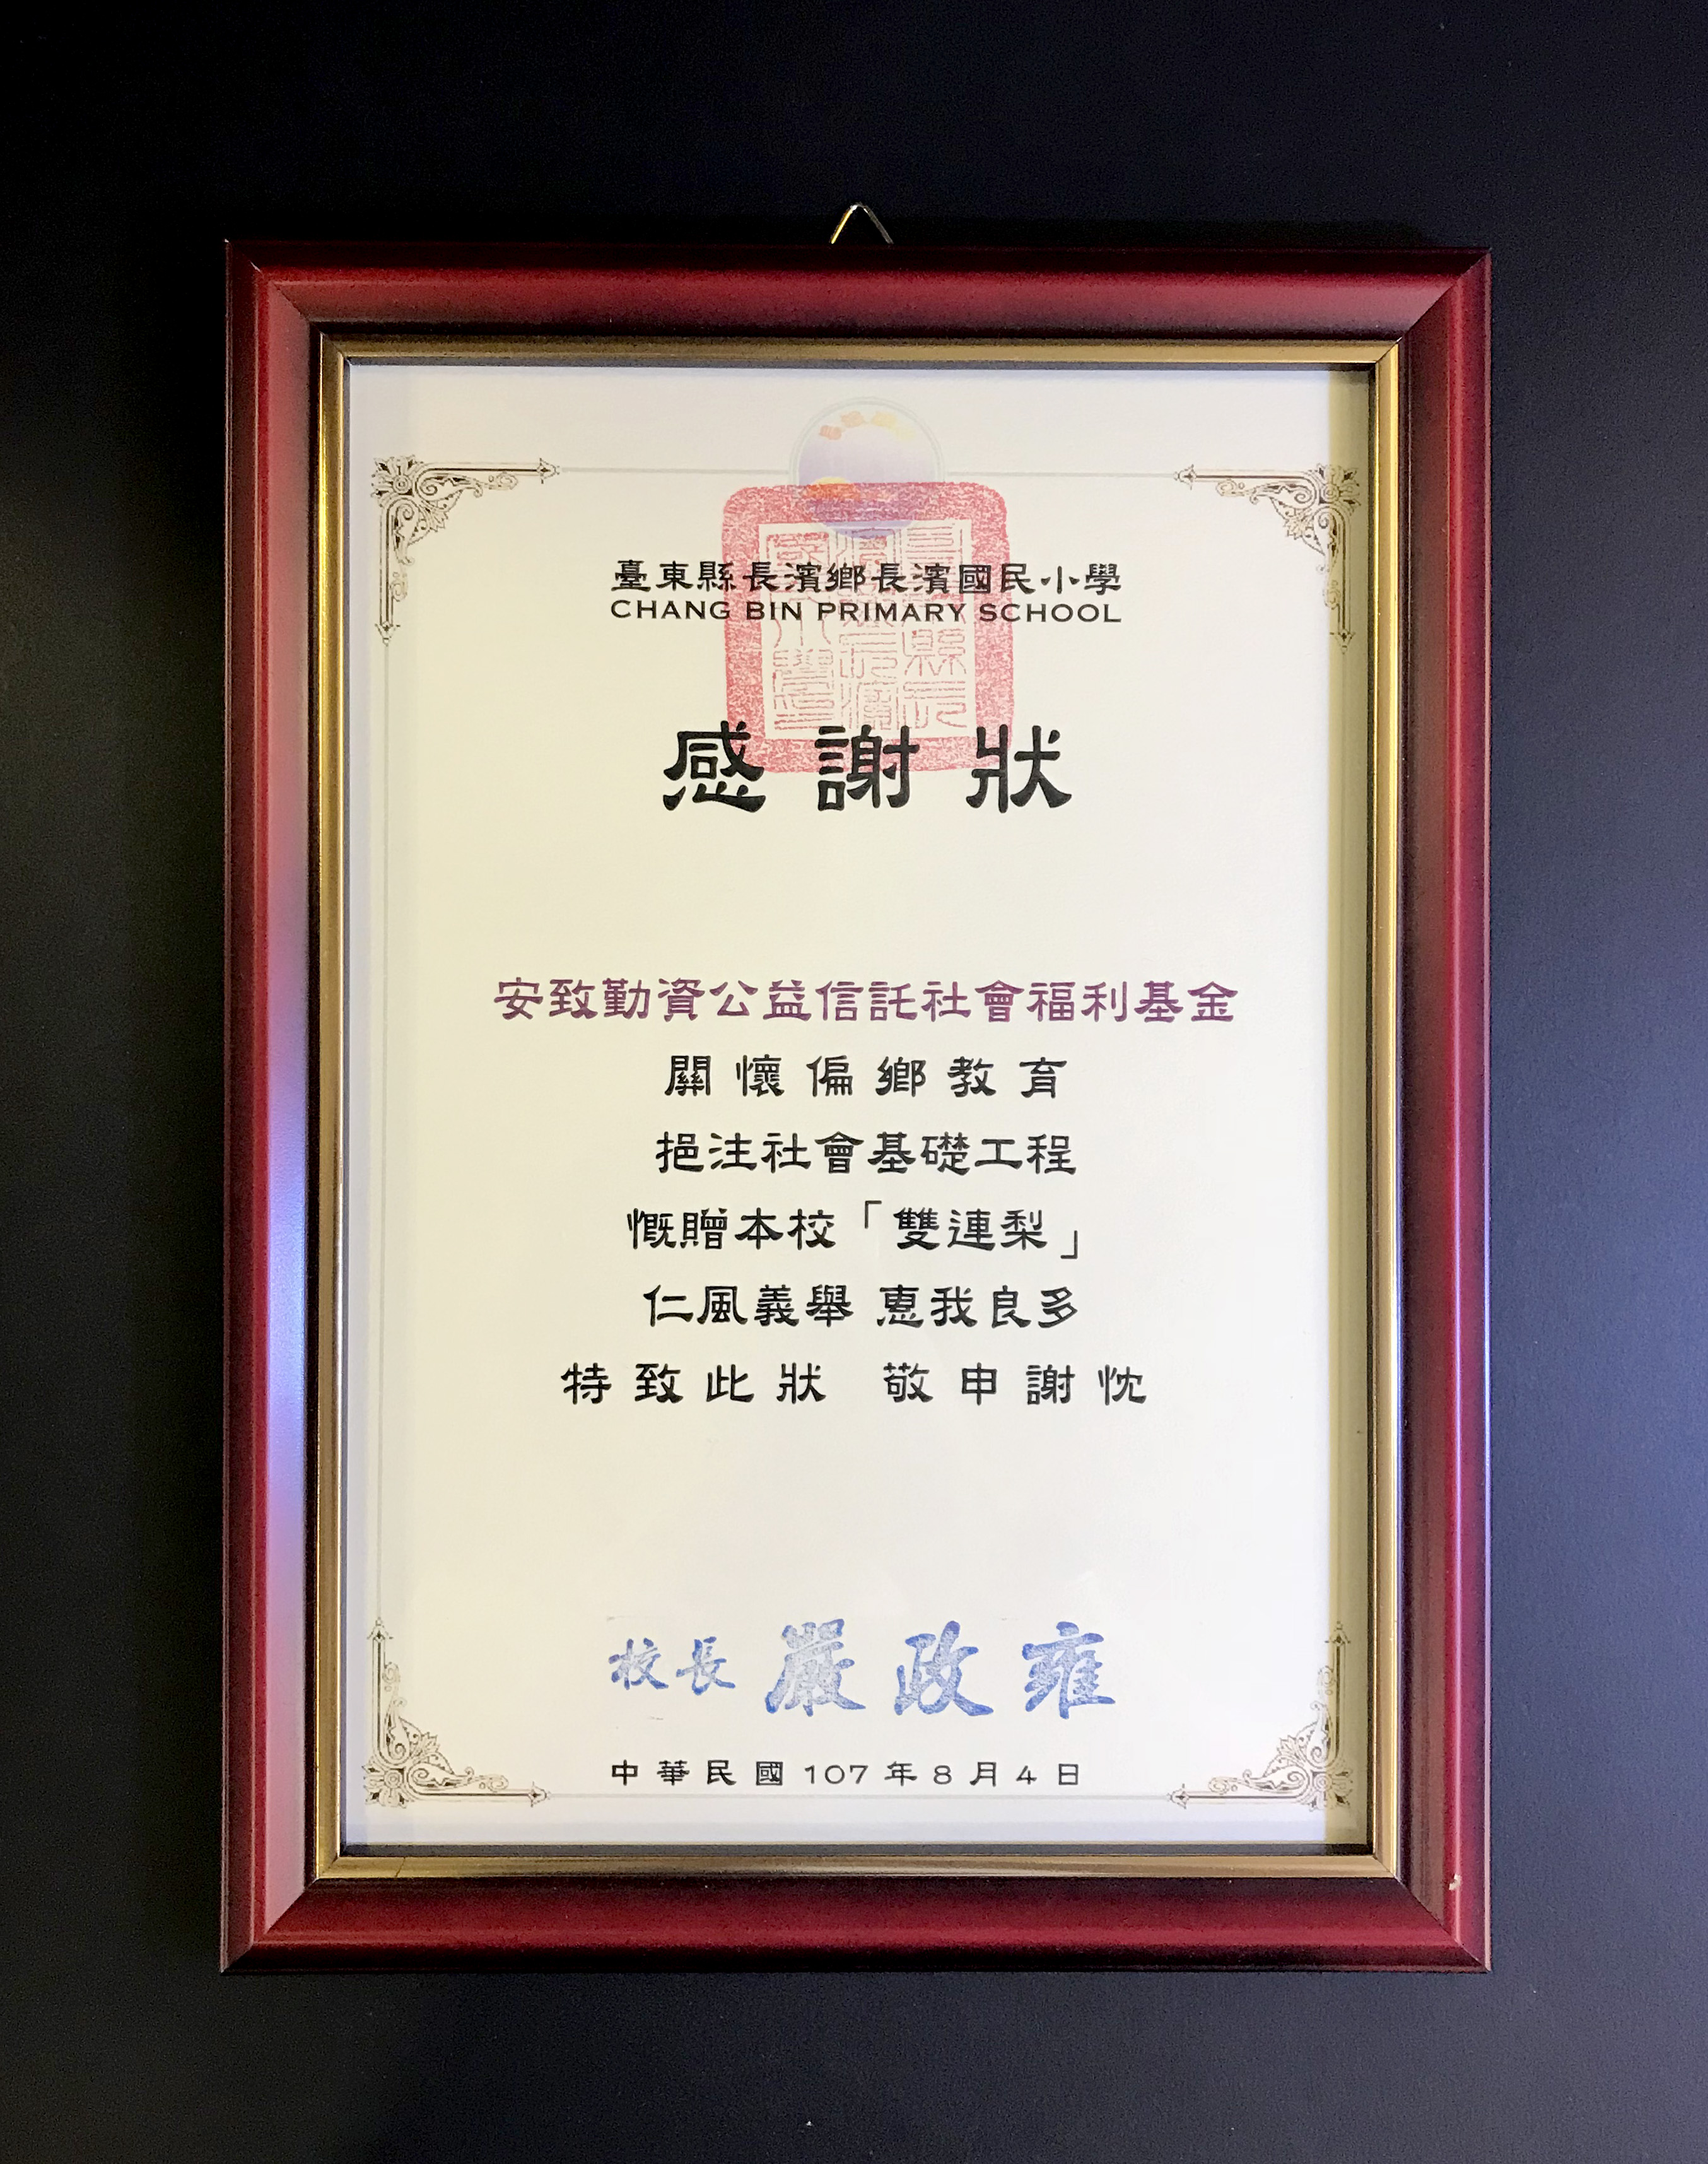 臺東縣長濱鄉長濱國民小學
CHANG BIN PRIMARY SCHOOL
感謝狀
安致勤資公益信託社會福利基金
關懷偏鄉教育
挹注社會基礎工程
慨贈本校「雙連梨」
仁風義舉 惠我良多
特致此狀 敬申謝忱
校長 嚴政雍
中華民國107年8月4日